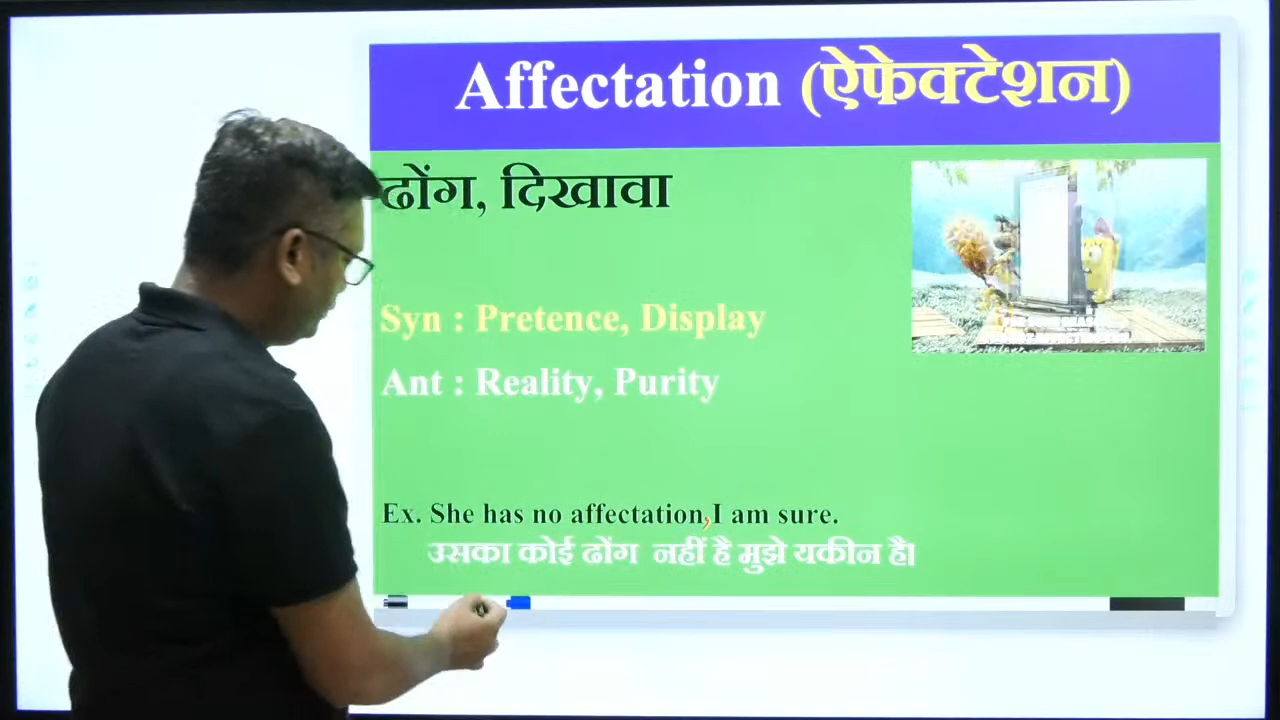 Affectation (ऐफेक्टेशन)
ढोंग, दिखावा
Syn : Pretence, Display
Ant : Reality, Purity
Ex. She has no affectation,I am sure.
उसका कोई ढोंग नहीं है मुझे यकीन है।